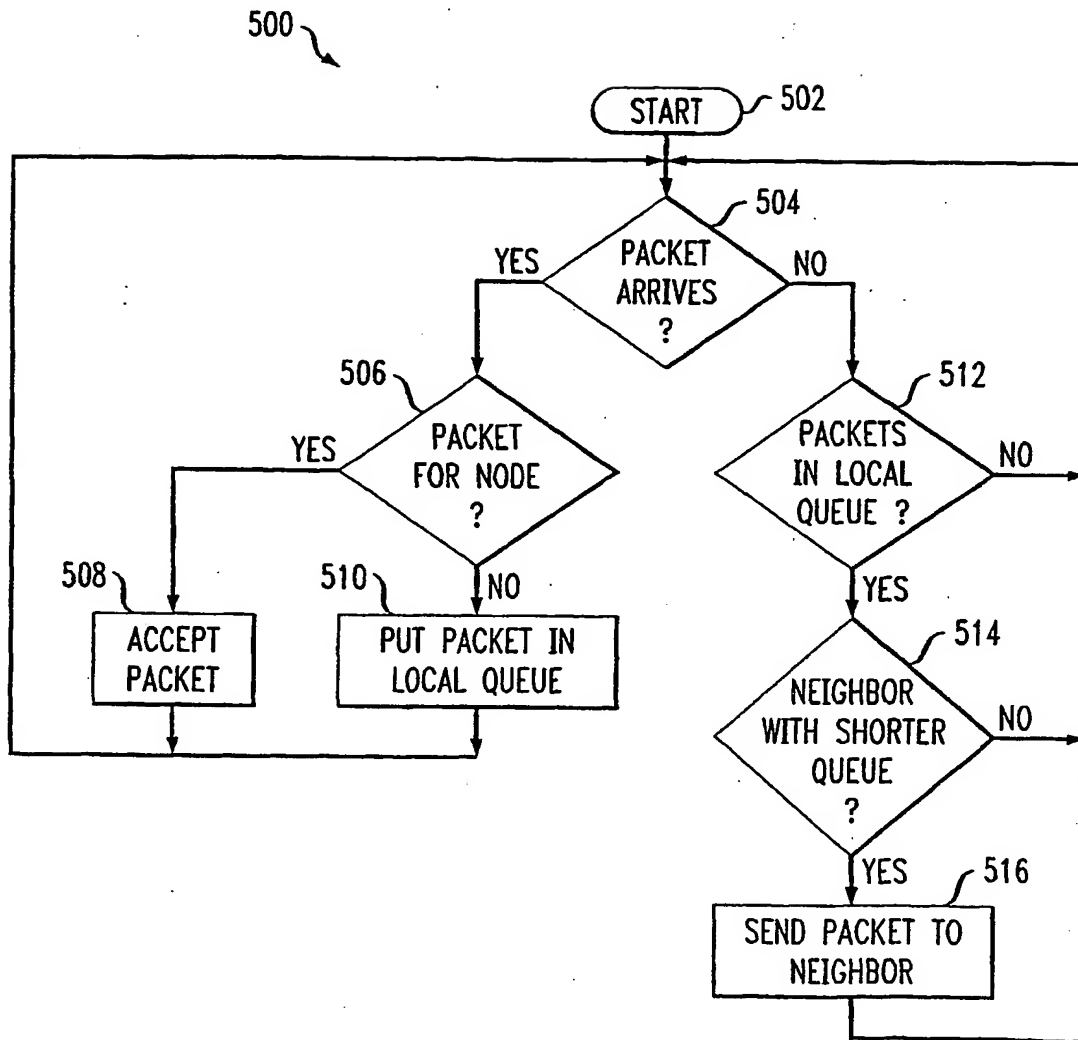 500
START
502
504
PACKET
ARRIVES
?
YES
NO
506
PACKET
FOR NODE
?
YES
NO
512
PACKETS
IN LOCAL
QUEUE ?
NO
YES
508
ACCEPT
PACKET
510
PUT PACKET IN
LOCAL QUEUE
514
NEIGHBOR
WITH SHORTER
QUEUE
?
NO
YES
516
SEND PACKET TO
NEIGHBOR